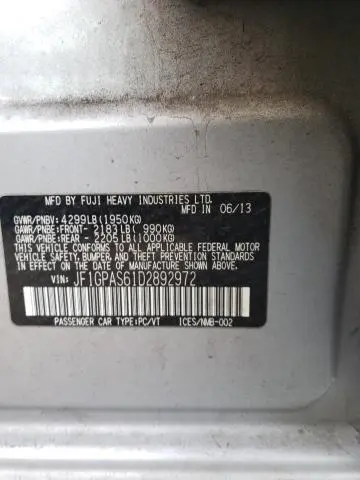 MFD BY FUJI HEAVY INDUSTRIES LTD.
MFD IN 06/13
GVWR/PNBV: 4299LB(1950KG)
GAWR/PNBE:FRONT- 2183LB( 990KG)
GAWR/PNBE:REAR - 2205LB(1000KG)
THIS VEHICLE CONFORMS TO ALL APPLICABLE FEDERAL MOTOR
VEHICLE SAFETY, BUMPER, AND THEFT PREVENTION STANDARDS
IN EFFECT ON THE DATE OF MANUFACTURE SHOWN ABOVE.
VIN: JF1GPAS61D2892972
PASSENGER CAR TYPE:PC/VT ICES/NMB-002